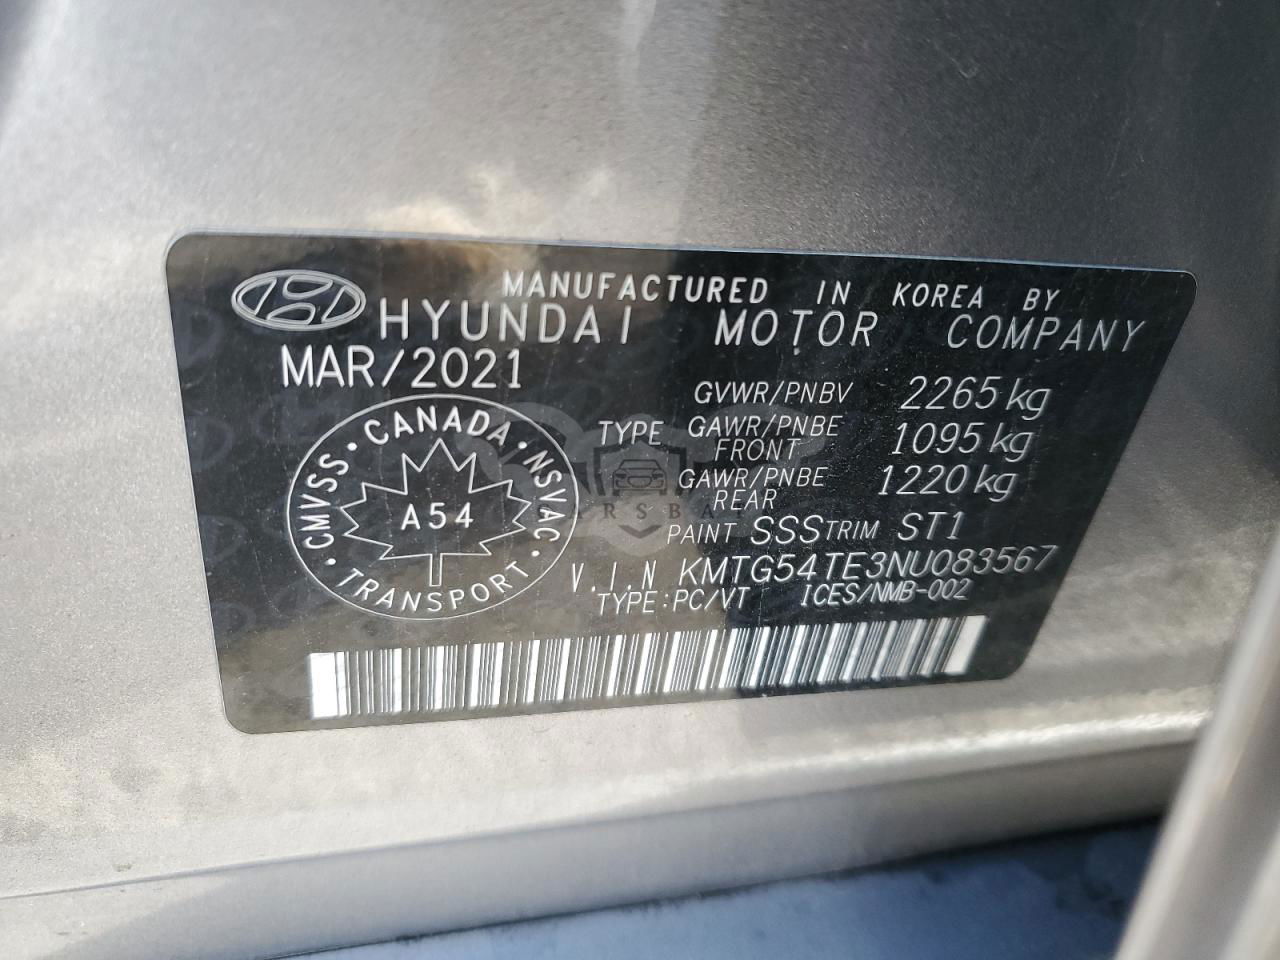 MANUFACTURED IN KOREA BY
HYUNDAI MOTOR COMPANY
MAR/2021
GVWR/PNBV 2265 kg
TYPE GAWR/PNBE FRONT 1095 kg
GAWR/PNBE REAR 1220 kg
PAINT SSS TRIM ST1
V.I.N KMTG54TE3NU083567
TYPE:PC/VT ICES/NMB-002
CANADA · NSVAC · TRANSPORT · CMVSS ·
A54